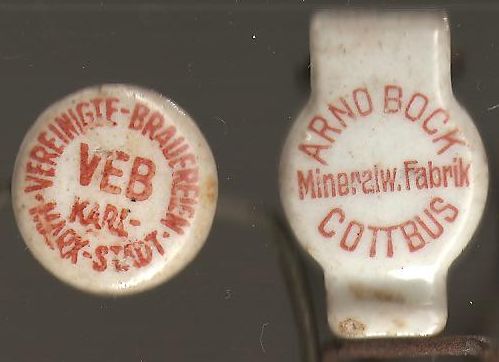 VEREINIGTE-BRAUEREIEN
VEB
KARL-
MARX-STADT
ARNO BOCK
Mineralw. Fabrik
COTTBUS